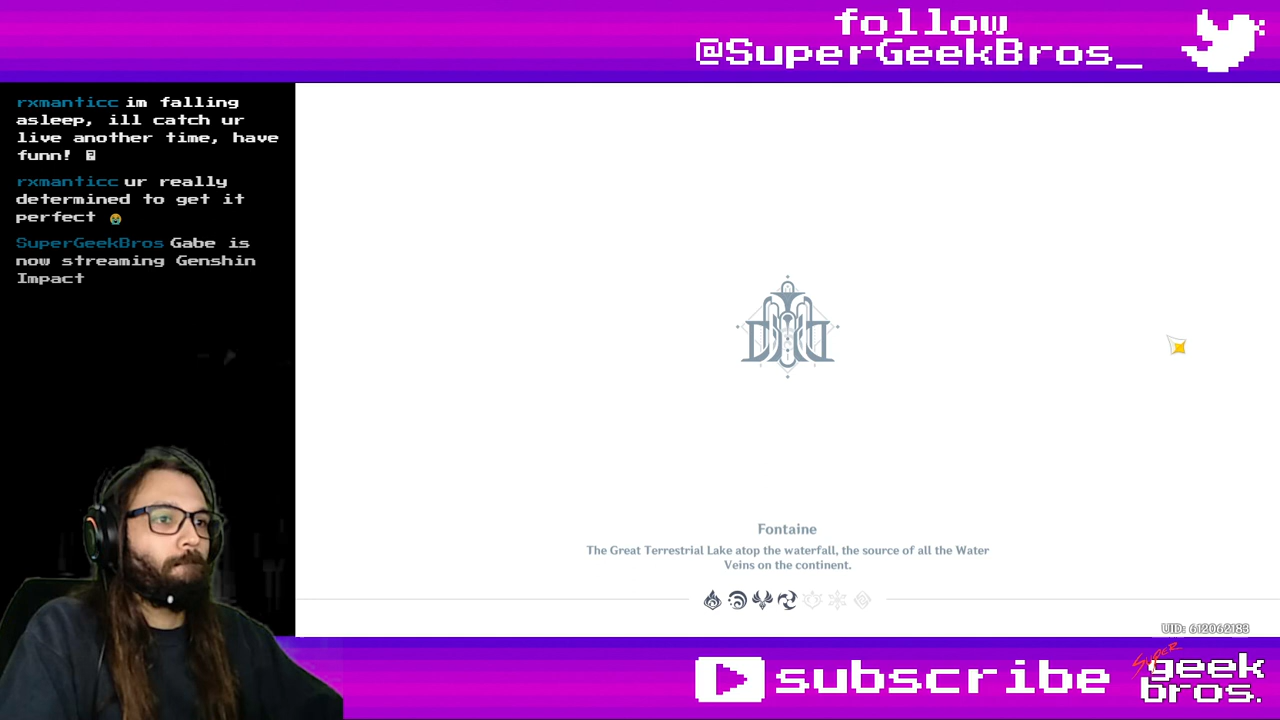 follow
@SuperGeekBros_
rxmanticc im falling
asleep, ill catch ur
live another time, have
funn!
rxmanticc ur really
determined to get it
perfect 😭
SuperGeekBros Gabe is
now streaming Genshin
Impact
Fontaine
The Great Terrestrial Lake atop the waterfall, the source of all the Water
Veins on the continent.
UID: 612062183
subscribe
SUPER
geek
bros.